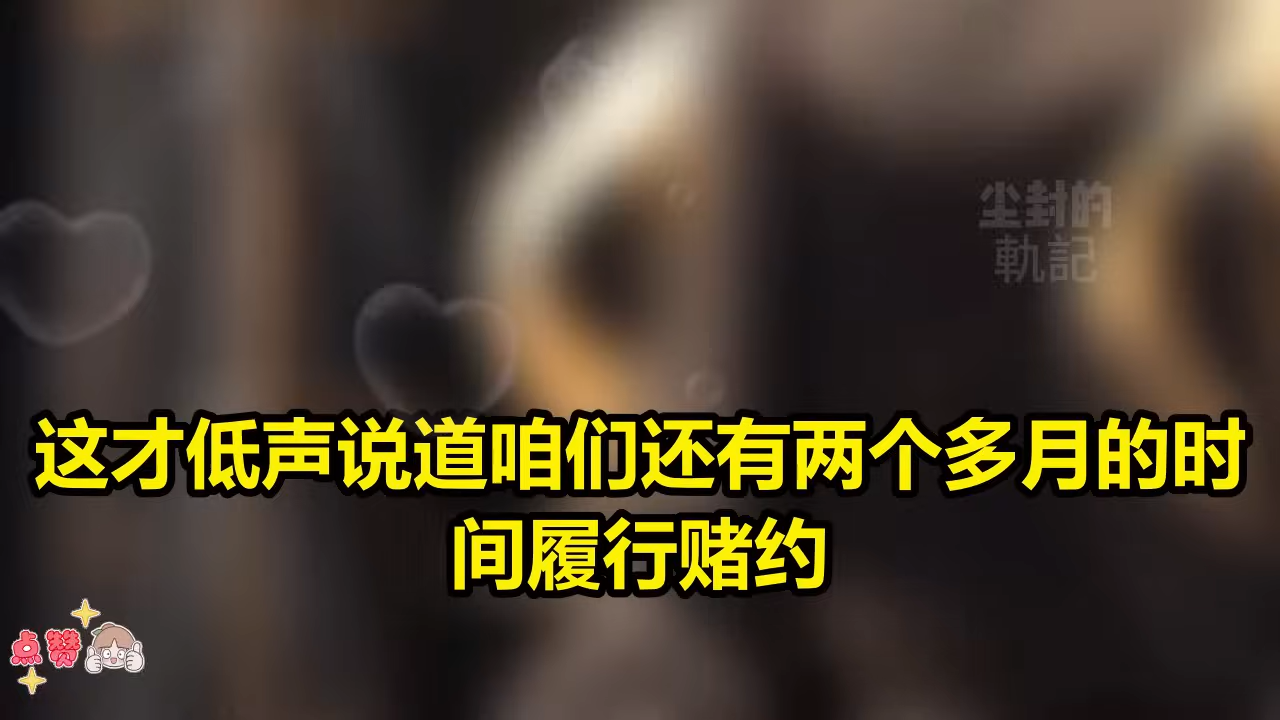 尘封的
軌記
这才低声说道咱们还有两个多月的时
间履行赌约
点赞